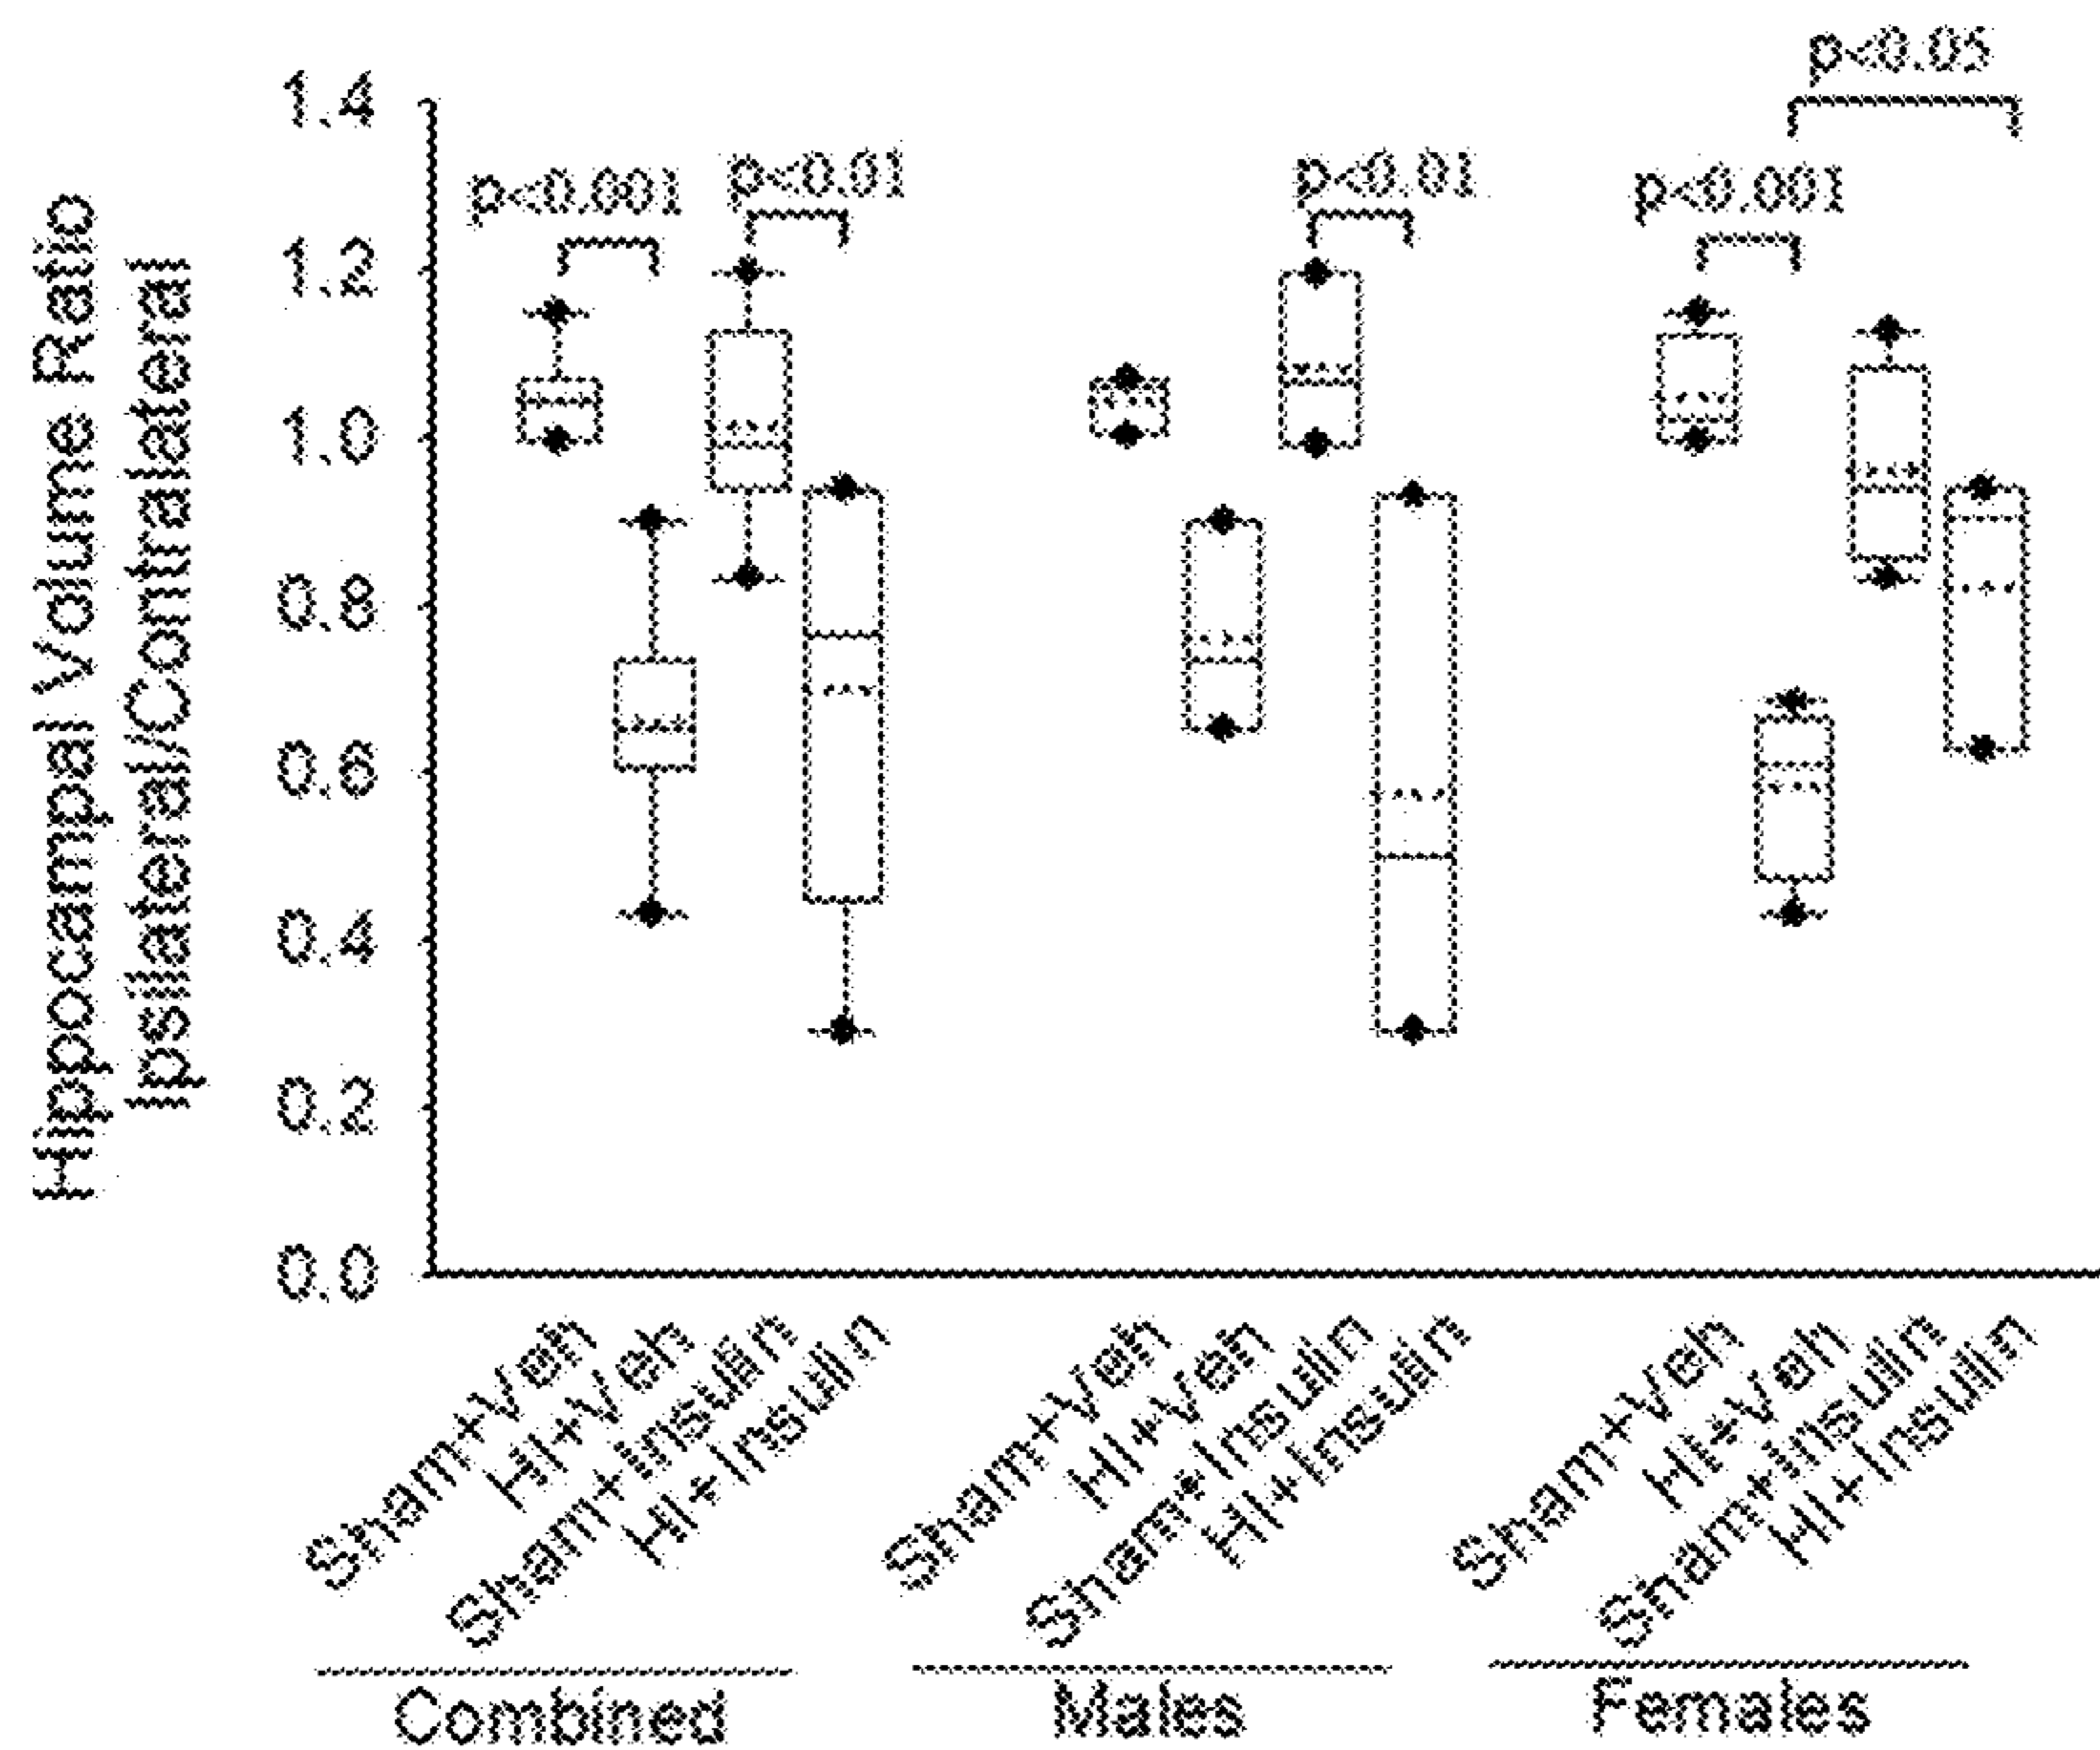 p<0.05
p<0.01
p<0.01
p<0.001
p<0.001
Hippocampal Volume Ratio
Ipsilateral/Contralateral
1.4
1.2
1.0
0.8
0.6
0.4
0.2
0.0
Sham+Veh
HI+Veh
Sham+Insulin
HI+Insulin
Sham+Veh
HI+Veh
Sham+Insulin
HI+Insulin
Sham+Veh
HI+Veh
Sham+Insulin
HI+Insulin
Combined
Males
Females